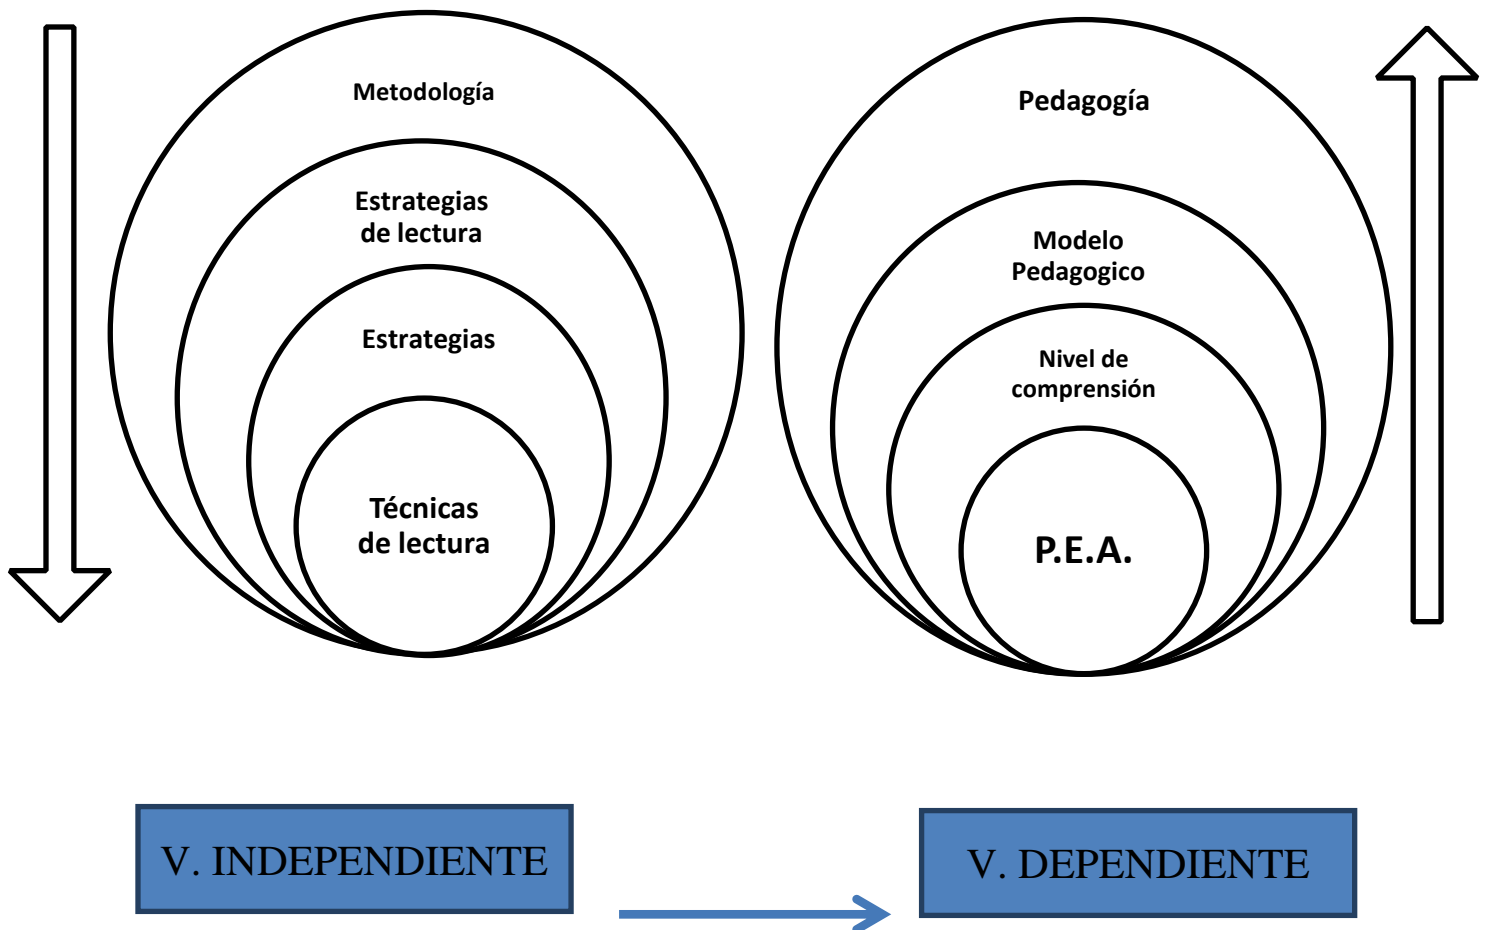 Metodología
Estrategias
de lectura
Estrategias
Técnicas
de lectura
Pedagogía
Modelo
Pedagogico
Nivel de
comprensión
P.E.A.
V. INDEPENDIENTE
V. DEPENDIENTE